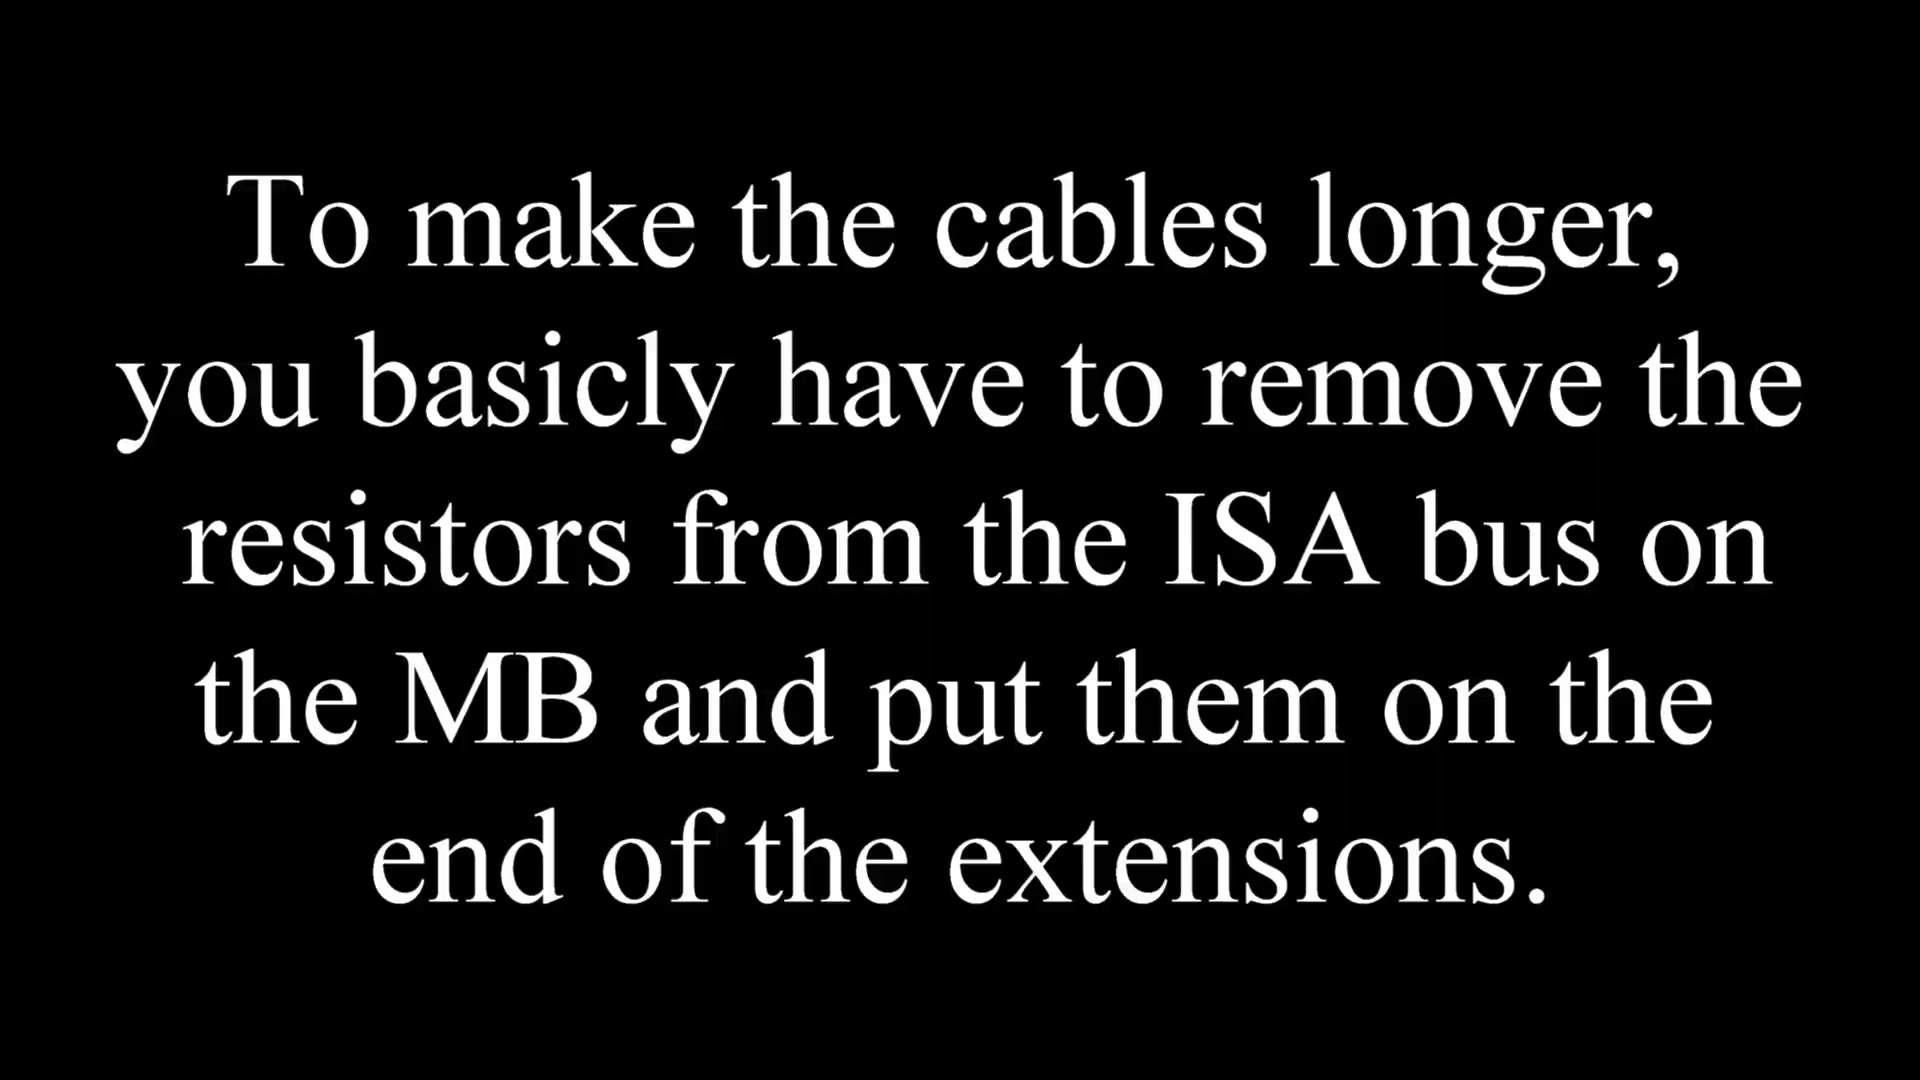 To make the cables longer,
you basicly have to remove the
resistors from the ISA bus on
the MB and put them on the
end of the extensions.